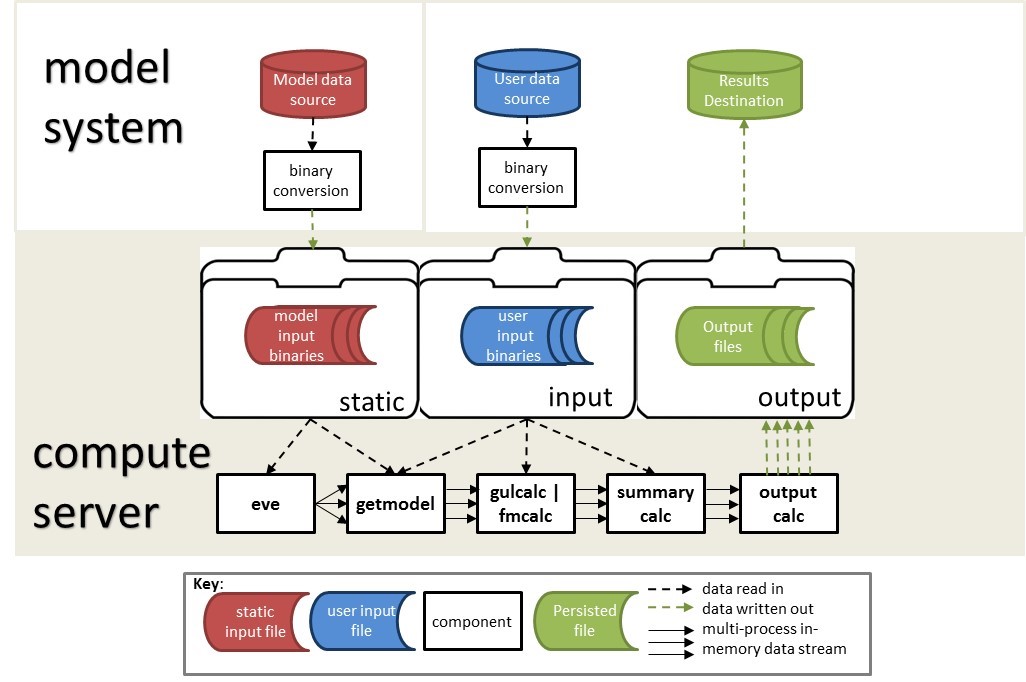 model
system
Model data
source
User data
source
Results
Destination
binary
conversion
binary
conversion
model
input
binaries
static
user
input
binaries
input
Output
files
output
compute
server
eve
getmodel
gulcalc |
fmcalc
summary
calc
output
calc
Key:
static
input file
user input
file
component
Persisted
file
data read in
data written out
multi-process in-
memory data stream